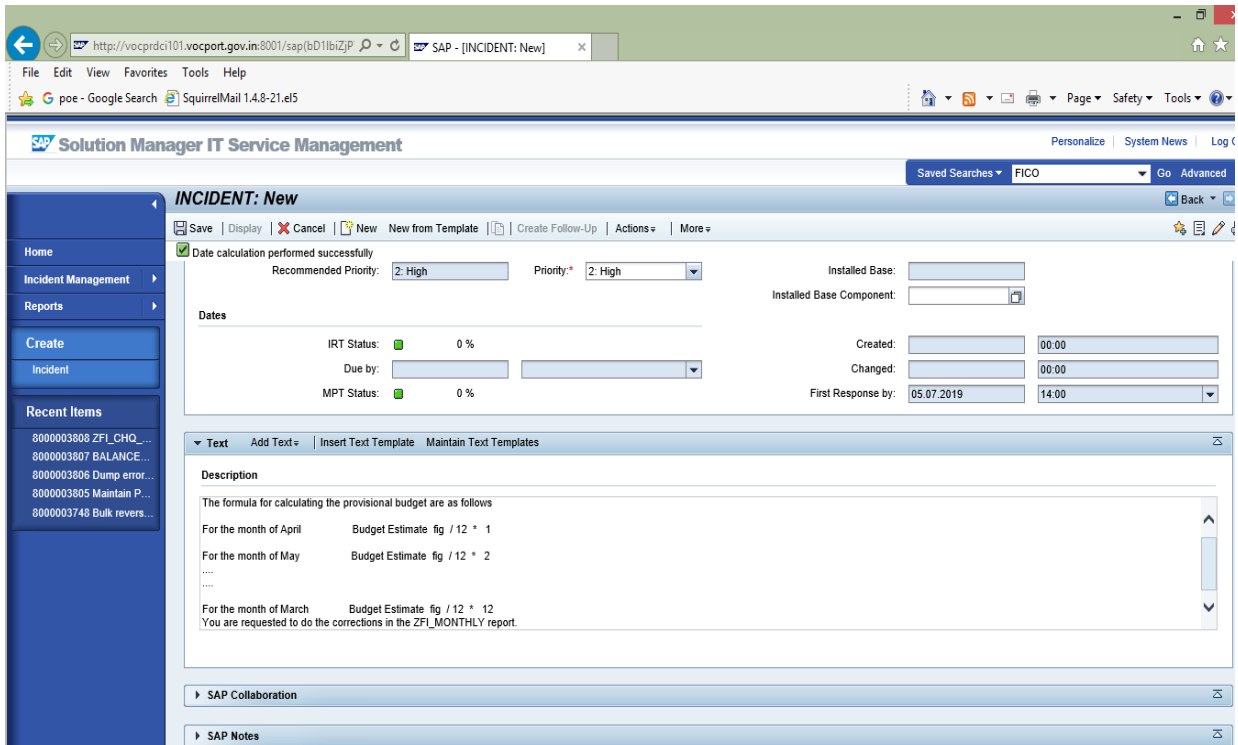 http://vocprdci101.vocport.gov.in:8001/sap(bD1lbiZjP
SAP - [INCIDENT: New]
File Edit View Favorites Tools Help
poe - Google Search SquirrelMail 1.4.8-21.el5
Page Safety Tools
SAP Solution Manager IT Service Management
Personalize System News Log
Saved Searches FICO Go Advanced
INCIDENT: New
Back
Save Display Cancel New New from Template Create Follow-Up Actions More
Date calculation performed successfully
Home
Incident Management
Reports
Create
Incident
Recent Items
8000003808 ZFI_CHQ_...
8000003807 BALANCE...
8000003806 Dump error...
8000003805 Maintain P...
8000003748 Bulk revers...
Recommended Priority: 2: High Priority:* 2: High Installed Base:
Installed Base Component:
Dates
IRT Status: 0 % Created: 00:00
Due by: Changed: 00:00
MPT Status: 0 % First Response by: 05.07.2019 14:00
Text Add Text Insert Text Template Maintain Text Templates
Description
The formula for calculating the provisional budget are as follows
For the month of April Budget Estimate fig / 12 * 1
For the month of May Budget Estimate fig / 12 * 2
....
....
For the month of March Budget Estimate fig / 12 * 12
You are requested to do the corrections in the ZFI_MONTHLY report.
SAP Collaboration
SAP Notes